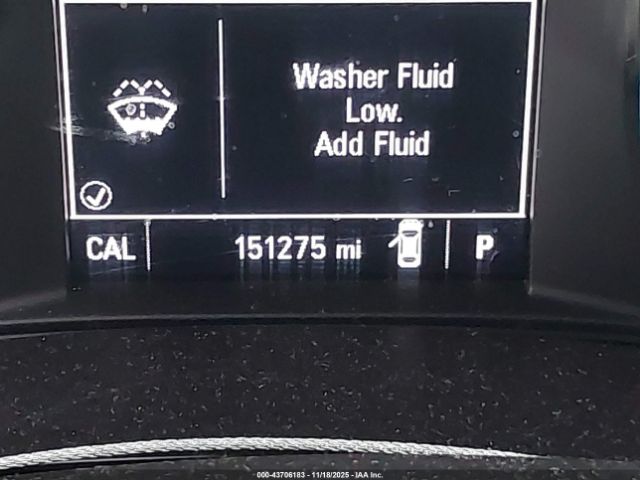 Washer Fluid
Low.
Add Fluid
CAL 151275 mi P
000-43706183 - 11/18/2025 - IAA Inc.